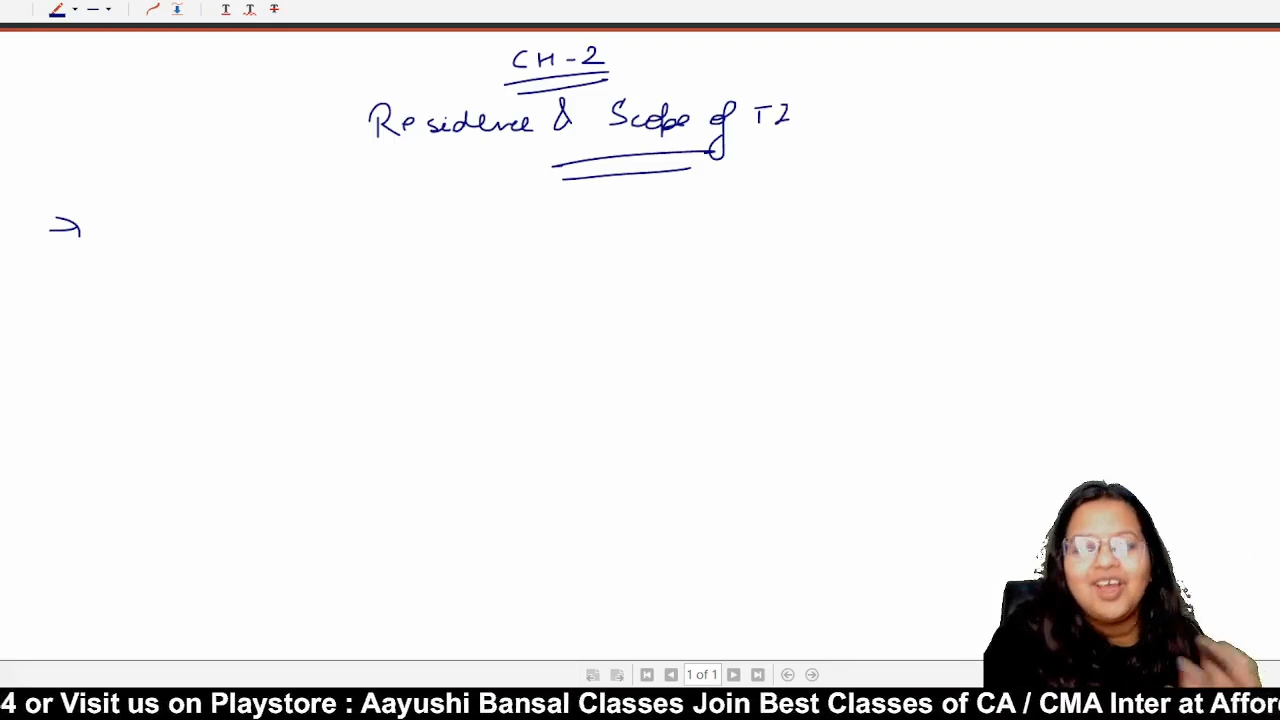 CH-2
Residence & Scope of TI
1 of 1
4 or Visit us on Playstore : Aayushi Bansal Classes Join Best Classes of CA / CMA Inter at Affor